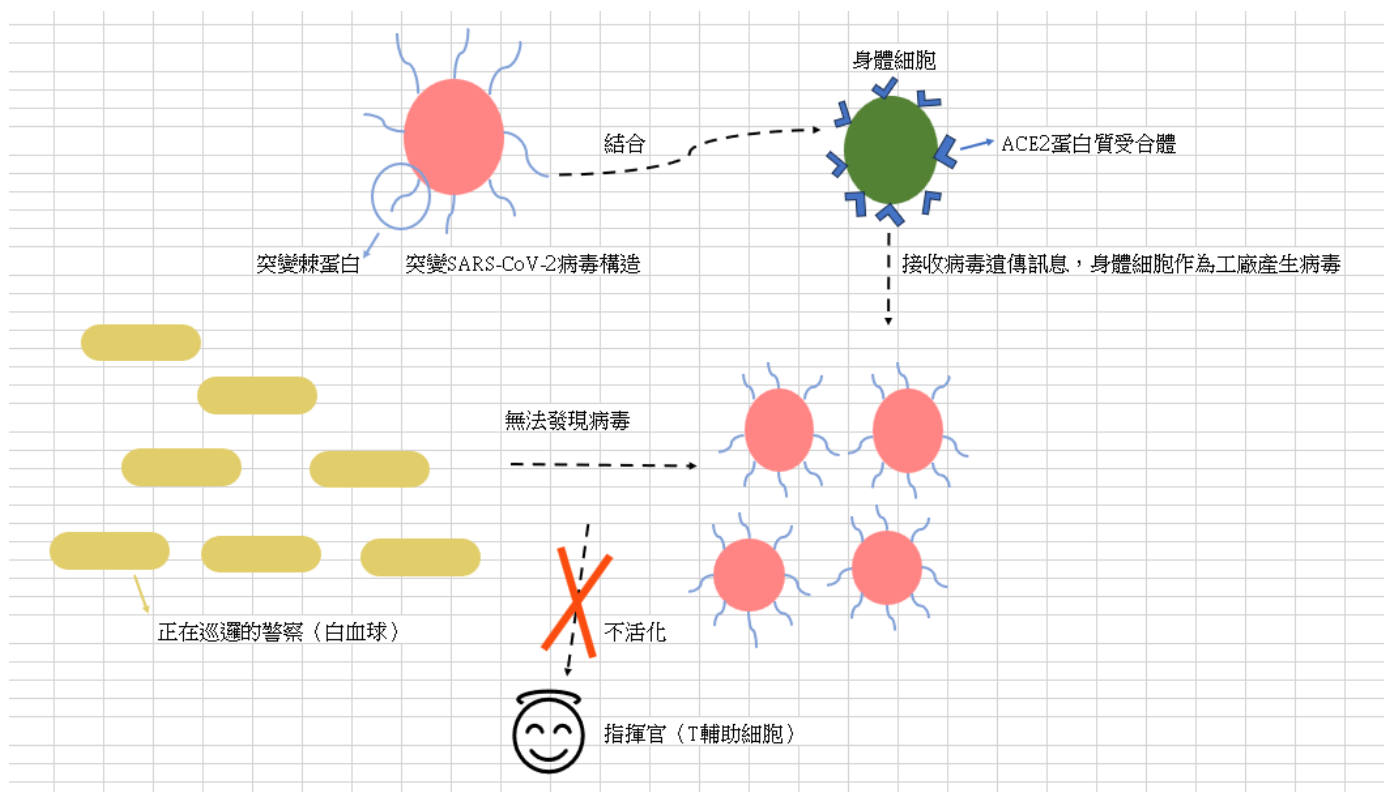 身體細胞
結合
ACE2蛋白質受合體
突變棘蛋白
突變SARS-CoV-2病毒構造
接收病毒遺傳訊息，身體細胞作為工廠產生病毒
無法發現病毒
正在巡邏的警察（白血球）
不活化
指揮官（T輔助細胞）